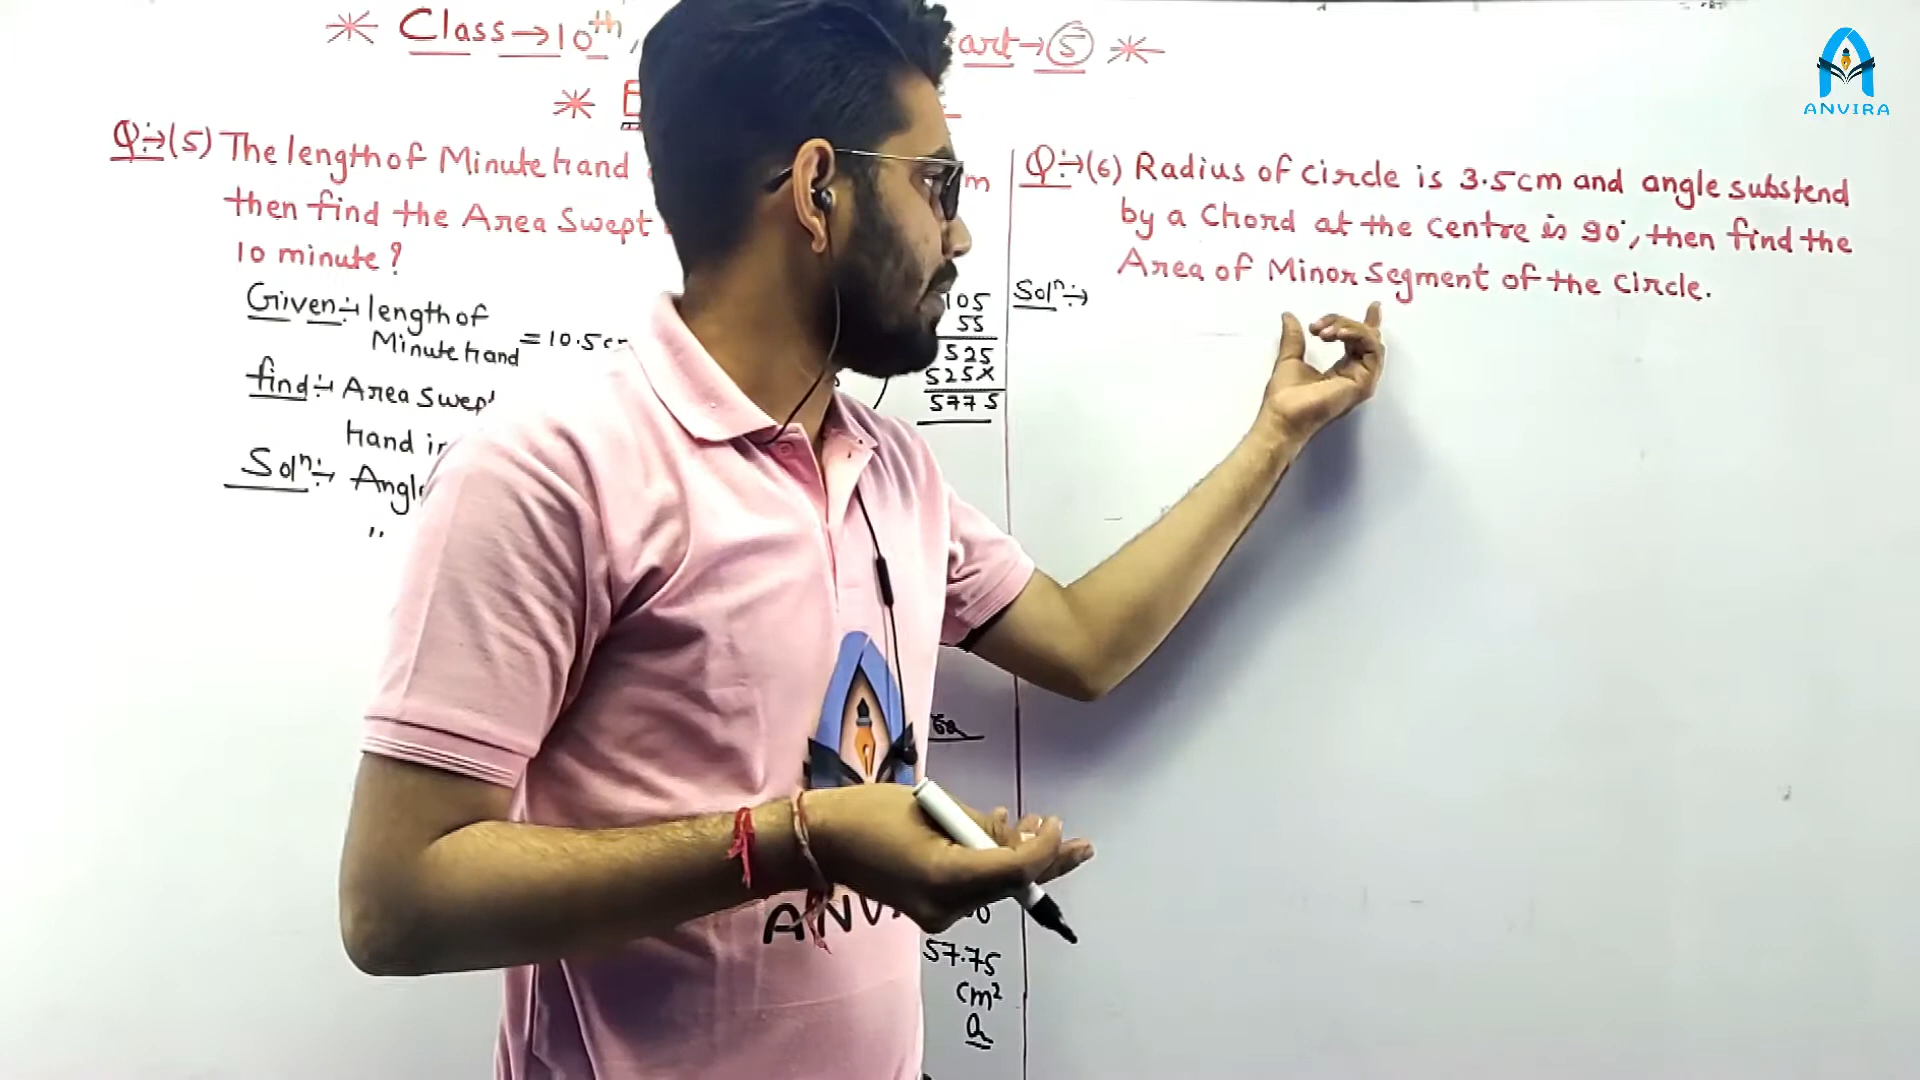 * Class → 10th, art → 5 *
*
Q:→ (5) The length of Minute hand m
then find the Area Swept
10 minute?
Given:- length of
Minute hand = 10.5c
find:- Area Swept
hand in
Soln:- Angle
"
105
55
525
525x
5775
57.75
cm²
Q:→ (6) Radius of circle is 3.5cm and angle substend
by a Chord at the centre is 90°, then find the
Area of Minor Segment of the circle.
Soln:→
ANVIRA
ANV